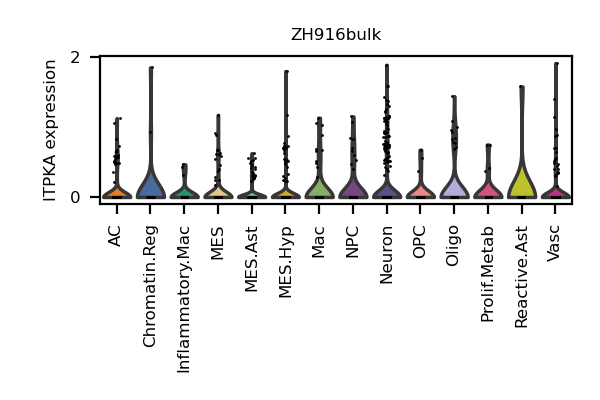 ZH916bulk
ITPKA expression
2
0
AC
Chromatin.Reg
Inflammatory.Mac
MES
MES.Ast
MES.Hyp
Mac
NPC
Neuron
OPC
Oligo
Prolif.Metab
Reactive.Ast
Vasc